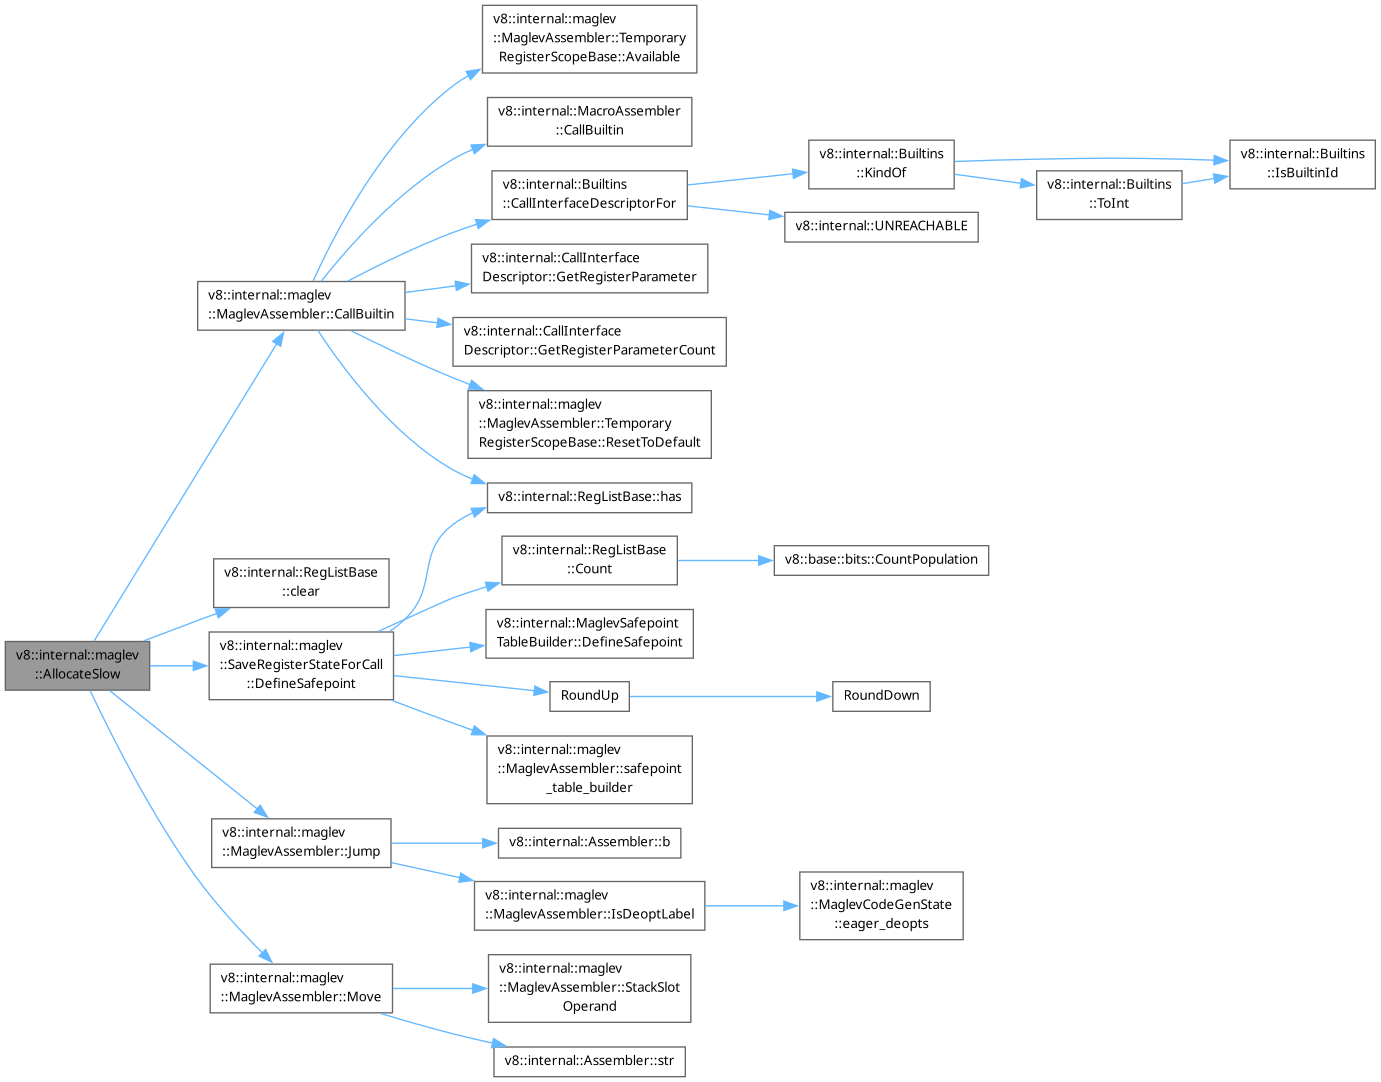 v8::internal::maglev
::MaglevAssembler::Temporary
RegisterScopeBase::Available
v8::internal::MacroAssembler
::CallBuiltin
v8::internal::Builtins
::KindOf
v8::internal::Builtins
::IsBuiltinId
v8::internal::Builtins
::CallInterfaceDescriptorFor
v8::internal::Builtins
::ToInt
v8::internal::UNREACHABLE
v8::internal::CallInterface
Descriptor::GetRegisterParameter
v8::internal::maglev
::MaglevAssembler::CallBuiltin
v8::internal::CallInterface
Descriptor::GetRegisterParameterCount
v8::internal::maglev
::MaglevAssembler::Temporary
RegisterScopeBase::ResetToDefault
v8::internal::RegListBase::has
v8::internal::RegListBase
::Count
v8::base::bits::CountPopulation
v8::internal::RegListBase
::clear
v8::internal::MaglevSafepoint
TableBuilder::DefineSafepoint
v8::internal::maglev
::AllocateSlow
v8::internal::maglev
::SaveRegisterStateForCall
::DefineSafepoint
RoundUp
RoundDown
v8::internal::maglev
::MaglevAssembler::safepoint
_table_builder
v8::internal::maglev
::MaglevAssembler::Jump
v8::internal::Assembler::b
v8::internal::maglev
::MaglevAssembler::IsDeoptLabel
v8::internal::maglev
::MaglevCodeGenState
::eager_deopts
v8::internal::maglev
::MaglevAssembler::Move
v8::internal::maglev
::MaglevAssembler::StackSlot
Operand
v8::internal::Assembler::str